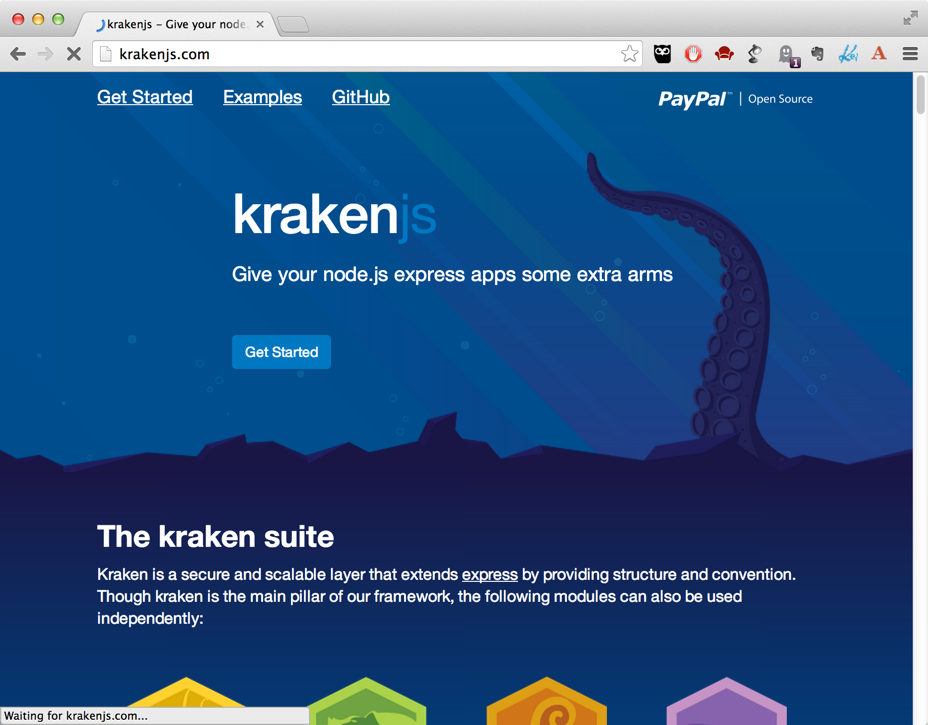 krakenjs – Give your node.
krakenjs.com
1
Get Started
Examples
GitHub
PayPal™ | Open Source
krakenjs
Give your node.js express apps some extra arms
Get Started
The kraken suite
Kraken is a secure and scalable layer that extends express by providing structure and convention.
Though kraken is the main pillar of our framework, the following modules can also be used
independently:
Waiting for krakenjs.com...